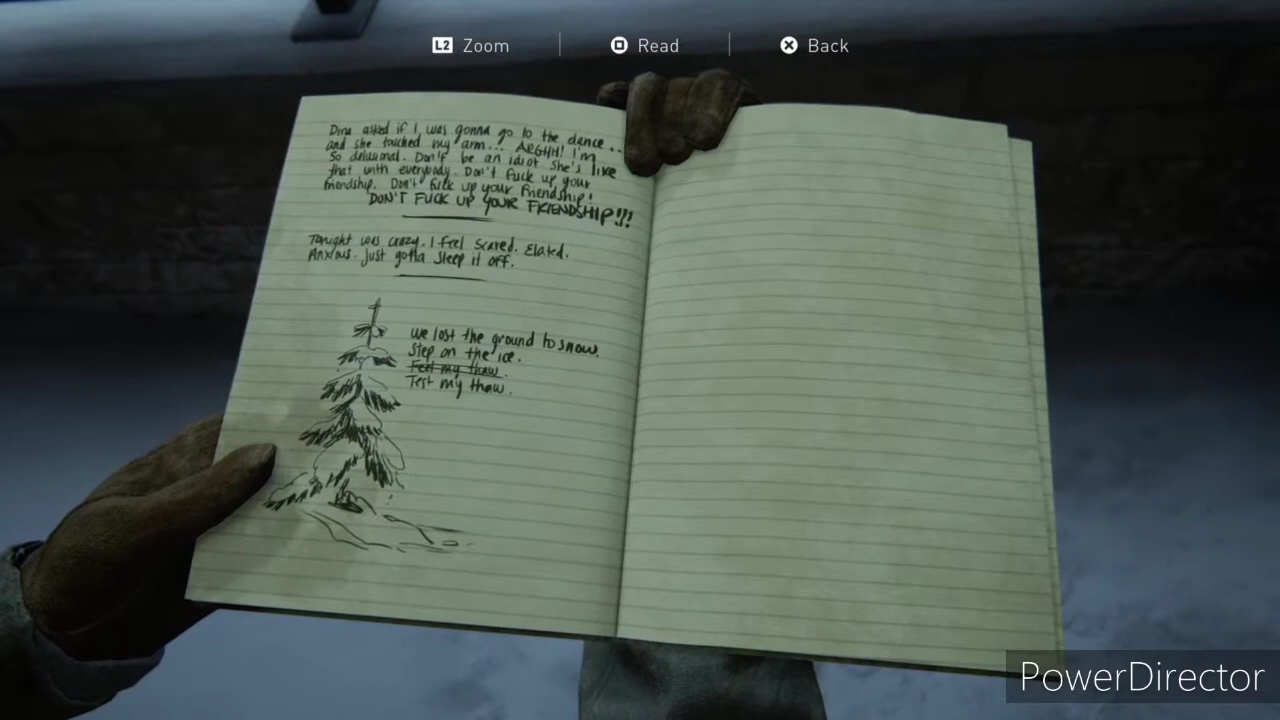 L2 Zoom
Read
Back
Dina asked if I was gonna go to the dance..
and she touched my arm... ARGHH! I'm
so delusional. Don't be an idiot she's like
that with everybody. Don't fuck up your
friendship. Don't fuck up your friendship!
DON'T FUCK UP YOUR FRIENDSHIP!!!
Tonight was crazy. I feel scared. Elated.
Anxious. Just gotta sleep it off.
We lost the ground to snow.
Step on the ice.
Feel my thaw.
Test my thaw.
PowerDirector